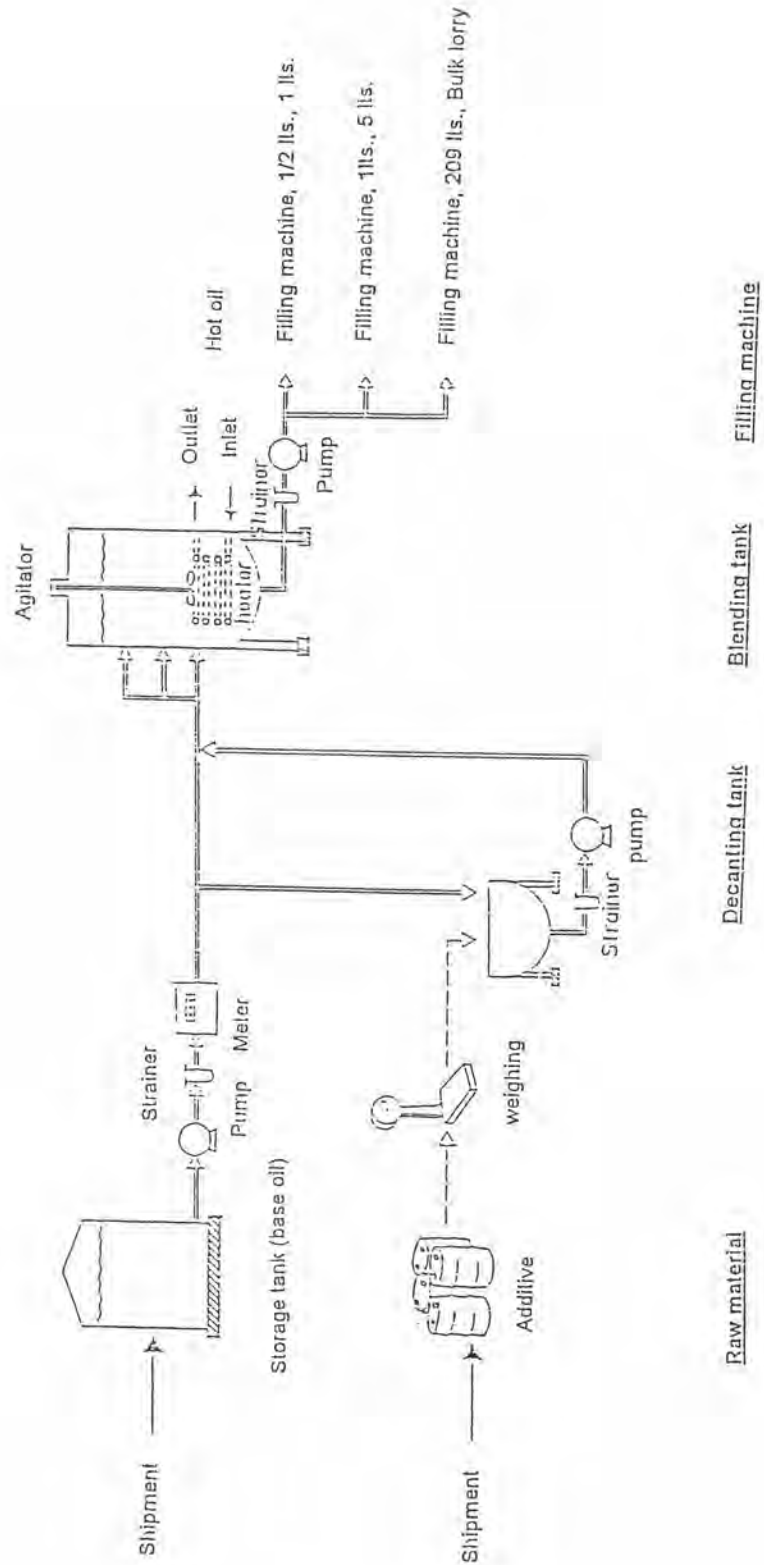 Agitator
Outlet
Inlet
Hot oil
heater
Strainer
Pump
Filling machine, 1/2 lts., 1 lts.
Filling machine, 1lts., 5 lts.
Filling machine, 209 lts., Bulk lorry
Shipment
Storage tank (base oil)
Strainer
Pump
Meter
Shipment
Additive
weighing
Strainer
pump
Raw material
Decanting tank
Blending tank
Filling machine